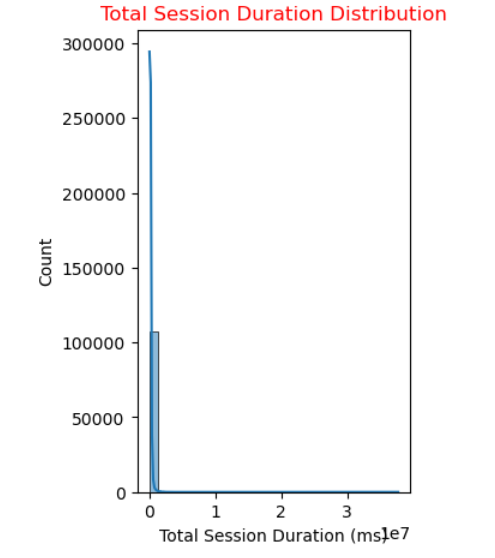 Total Session Duration Distribution
300000
250000
200000
150000
100000
50000
0
Count
0 1 2 3
1e7
Total Session Duration (ms)